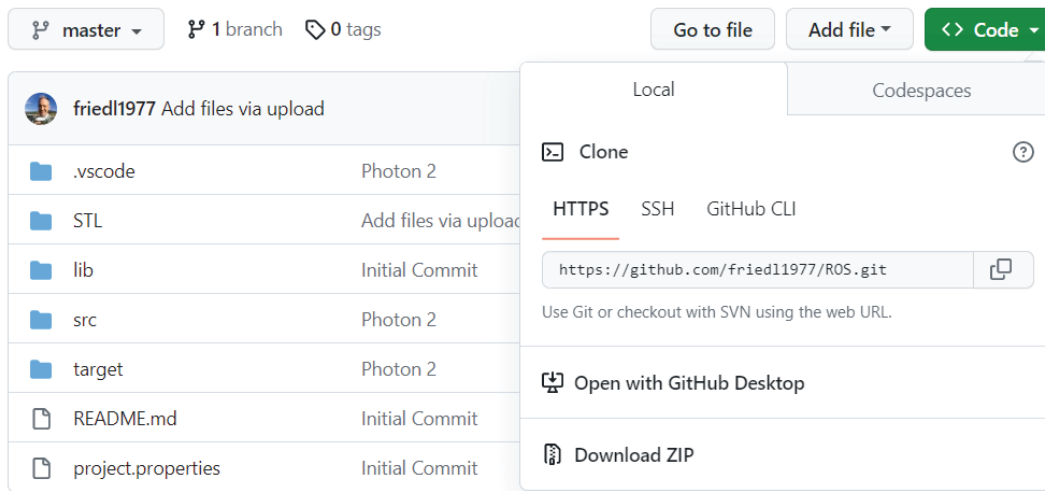 master 1 branch 0 tags Go to file Add file Code
Local Codespaces
friedl1977 Add files via upload
Clone
.vscode Photon 2
HTTPS SSH GitHub CLI
STL Add files via upload
lib Initial Commit
https://github.com/friedl1977/ROS.git
Use Git or checkout with SVN using the web URL.
src Photon 2
target Photon 2
Open with GitHub Desktop
README.md Initial Commit
Download ZIP
project.properties Initial Commit